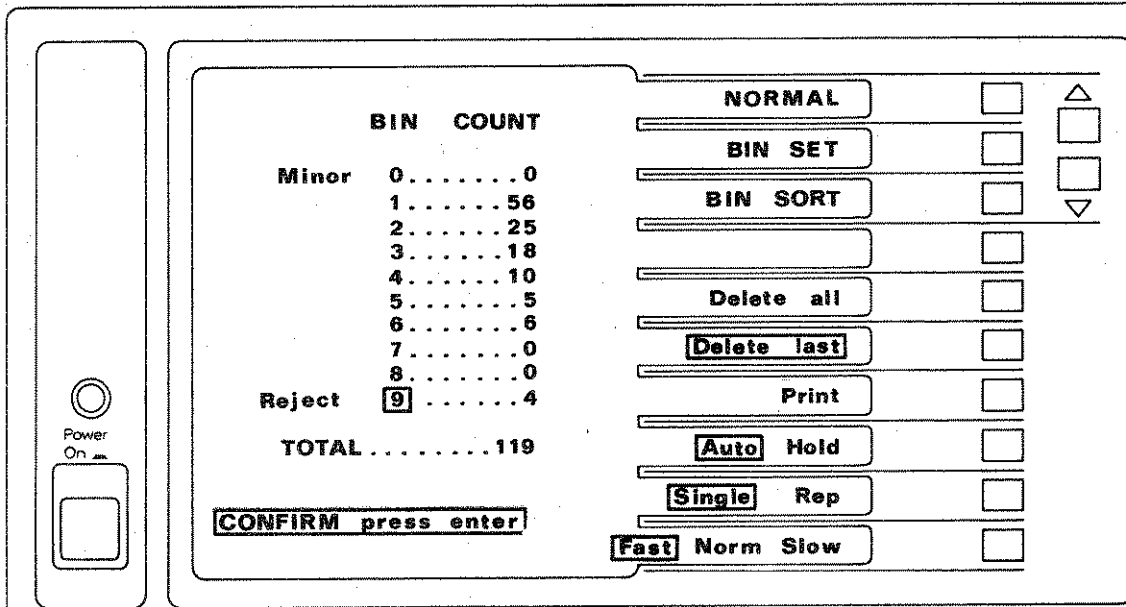 BIN COUNT
Minor 0.......0
1......56
2......25
3......18
4......10
5.......5
6.......6
7.......0
8.......0
Reject 9 ......4
TOTAL........119
CONFIRM press enter
NORMAL
BIN SET
BIN SORT
Delete all
Delete last
Print
Auto Hold
Single Rep
Fast Norm Slow
Power
On